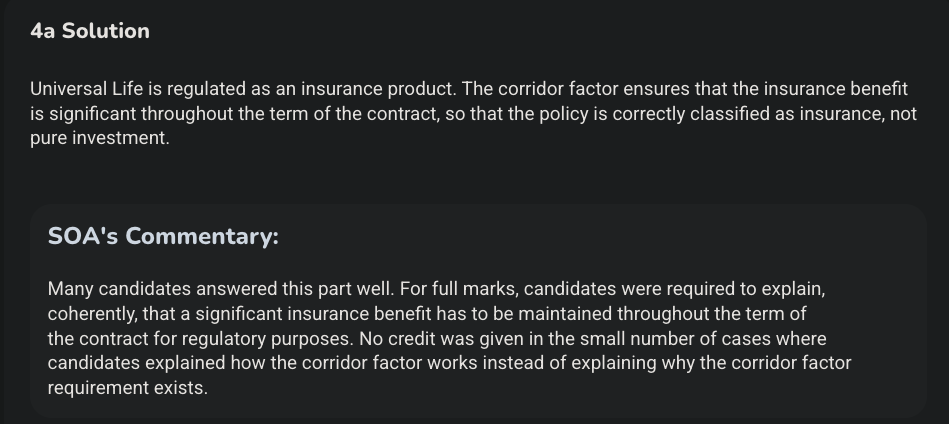 4a Solution
Universal Life is regulated as an insurance product. The corridor factor ensures that the insurance benefit
is significant throughout the term of the contract, so that the policy is correctly classified as insurance, not
pure investment.
SOA's Commentary:
Many candidates answered this part well. For full marks, candidates were required to explain,
coherently, that a significant insurance benefit has to be maintained throughout the term of
the contract for regulatory purposes. No credit was given in the small number of cases where
candidates explained how the corridor factor works instead of explaining why the corridor factor
requirement exists.